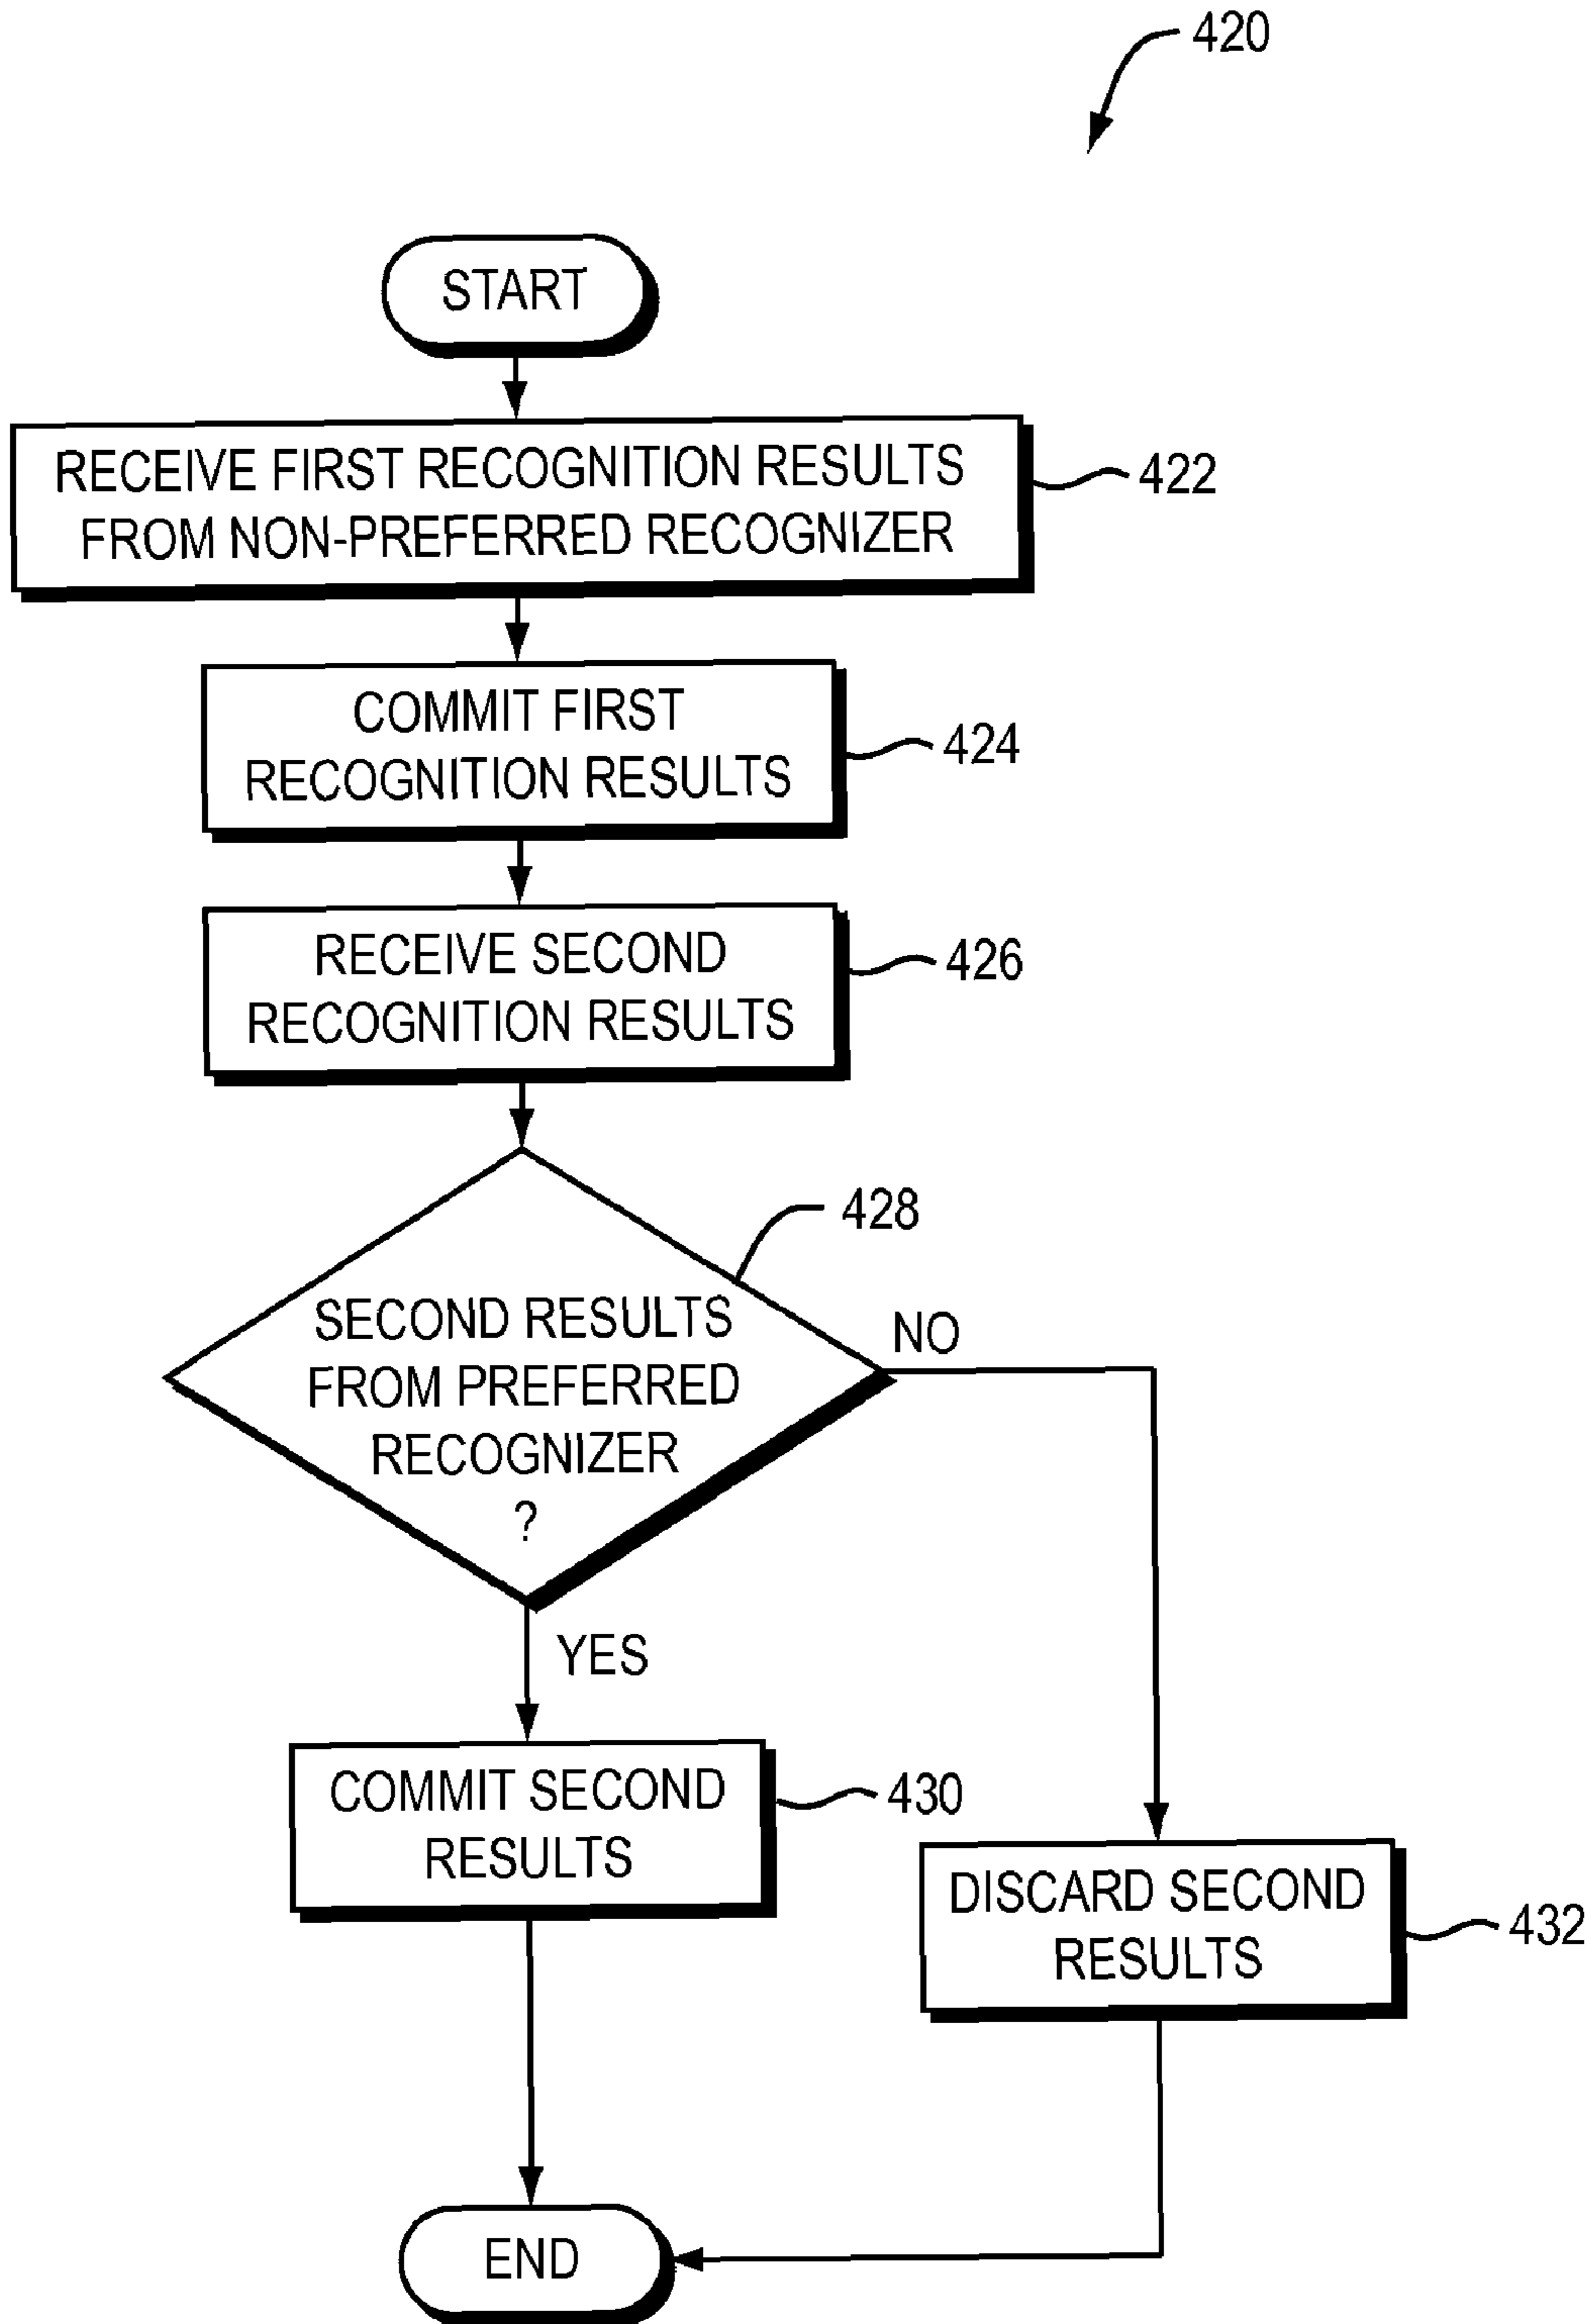 420
START
RECEIVE FIRST RECOGNITION RESULTS
FROM NON-PREFERRED RECOGNIZER
422
COMMIT FIRST
RECOGNITION RESULTS
424
RECEIVE SECOND
RECOGNITION RESULTS
426
428
SECOND RESULTS
FROM PREFERRED
RECOGNIZER
?
NO
YES
COMMIT SECOND
RESULTS
430
DISCARD SECOND
RESULTS
432
END